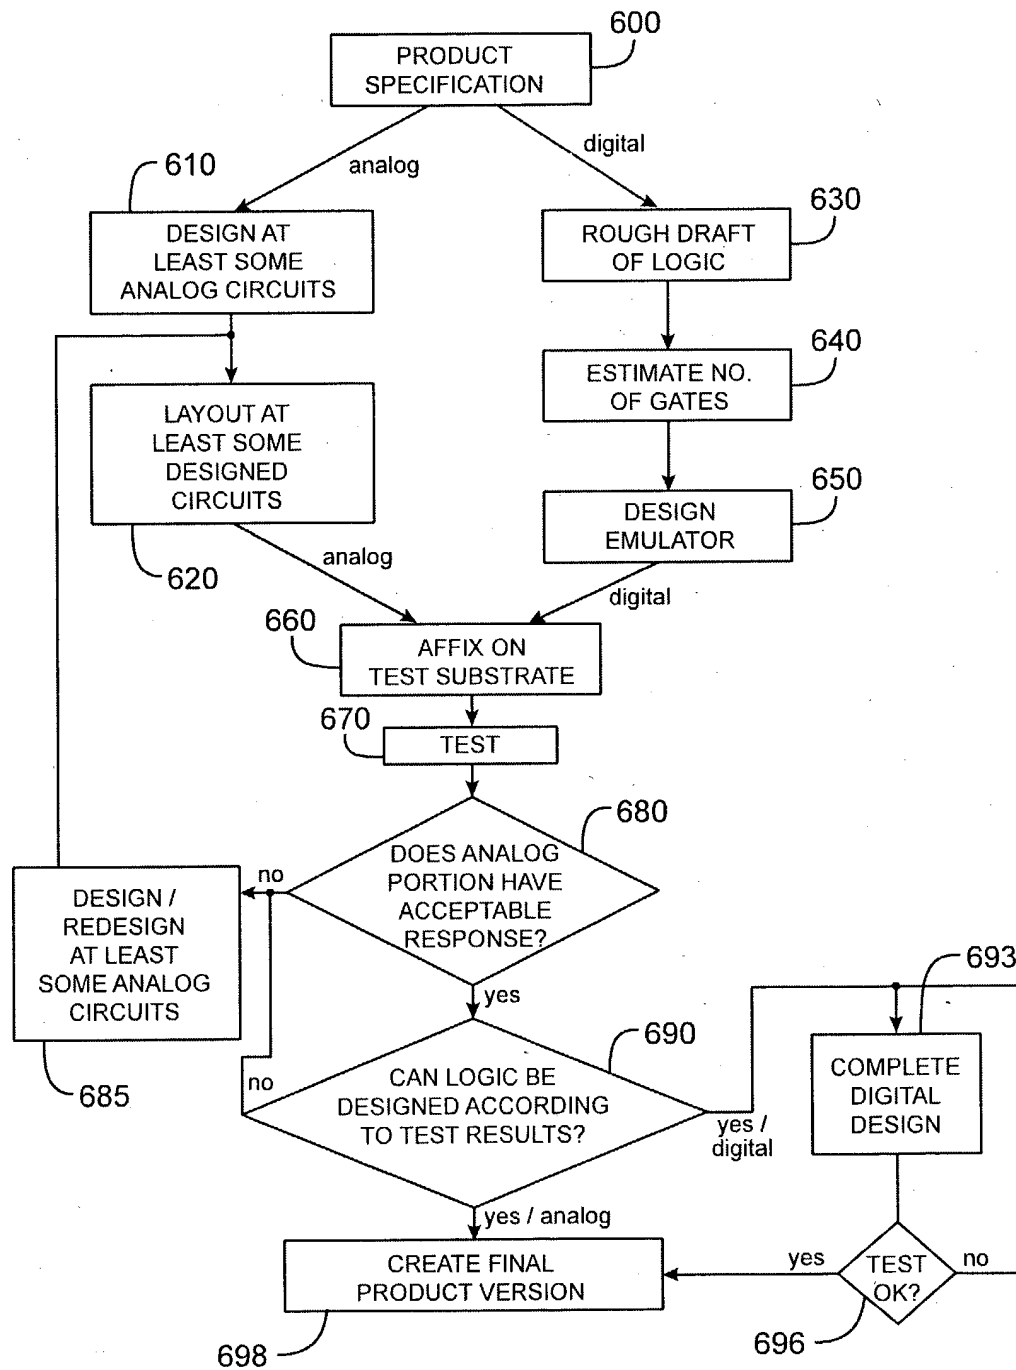 600
PRODUCT
SPECIFICATION
analog
digital
610
DESIGN AT
LEAST SOME
ANALOG CIRCUITS
630
ROUGH DRAFT
OF LOGIC
640
ESTIMATE NO.
OF GATES
LAYOUT AT
LEAST SOME
DESIGNED
CIRCUITS
620
650
DESIGN
EMULATOR
analog
digital
660
AFFIX ON
TEST SUBSTRATE
670
TEST
680
DOES ANALOG
PORTION HAVE
ACCEPTABLE
RESPONSE?
no
DESIGN /
REDESIGN
AT LEAST
SOME ANALOG
CIRCUITS
685
yes
690
CAN LOGIC BE
DESIGNED ACCORDING
TO TEST RESULTS?
no
yes /
digital
693
COMPLETE
DIGITAL
DESIGN
yes / analog
CREATE FINAL
PRODUCT VERSION
698
yes
TEST
OK?
no
696